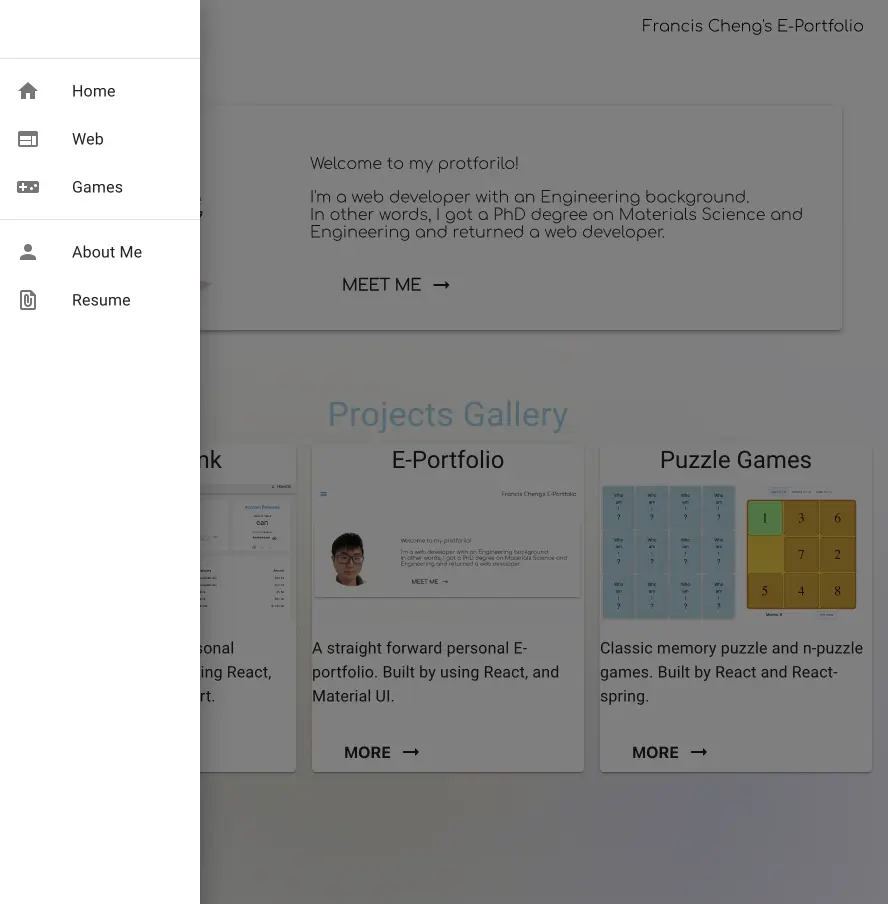 Francis Cheng's E-Portfolio
Home
Web
Games
About Me
Resume
Welcome to my protforilo!
I'm a web developer with an Engineering background.
In other words, I got a PhD degree on Materials Science and
Engineering and returned a web developer.
MEET ME
Projects Gallery
nk
sonal
ing React,
rt.
E-Portfolio
Francis Cheng's E-Portfolio
Welcome to my protforilo!
I'm a web developer with an Engineering background.
In other words, I got a PhD degree on Materials Science and
Engineering and returned a web developer.
MEET ME
A straight forward personal E-
portfolio. Built by using React, and
Material UI.
MORE
Puzzle Games
Who Who Who Who
am am am am
I I I I
? ? ? ?
Who Who Who Who
am am am am
I I I I
? ? ? ?
Who Who Who Who
am am am am
I I I I
? ? ? ?
1 3 6
7 2
5 4 8
Classic memory puzzle and n-puzzle
games. Built by React and React-
spring.
MORE